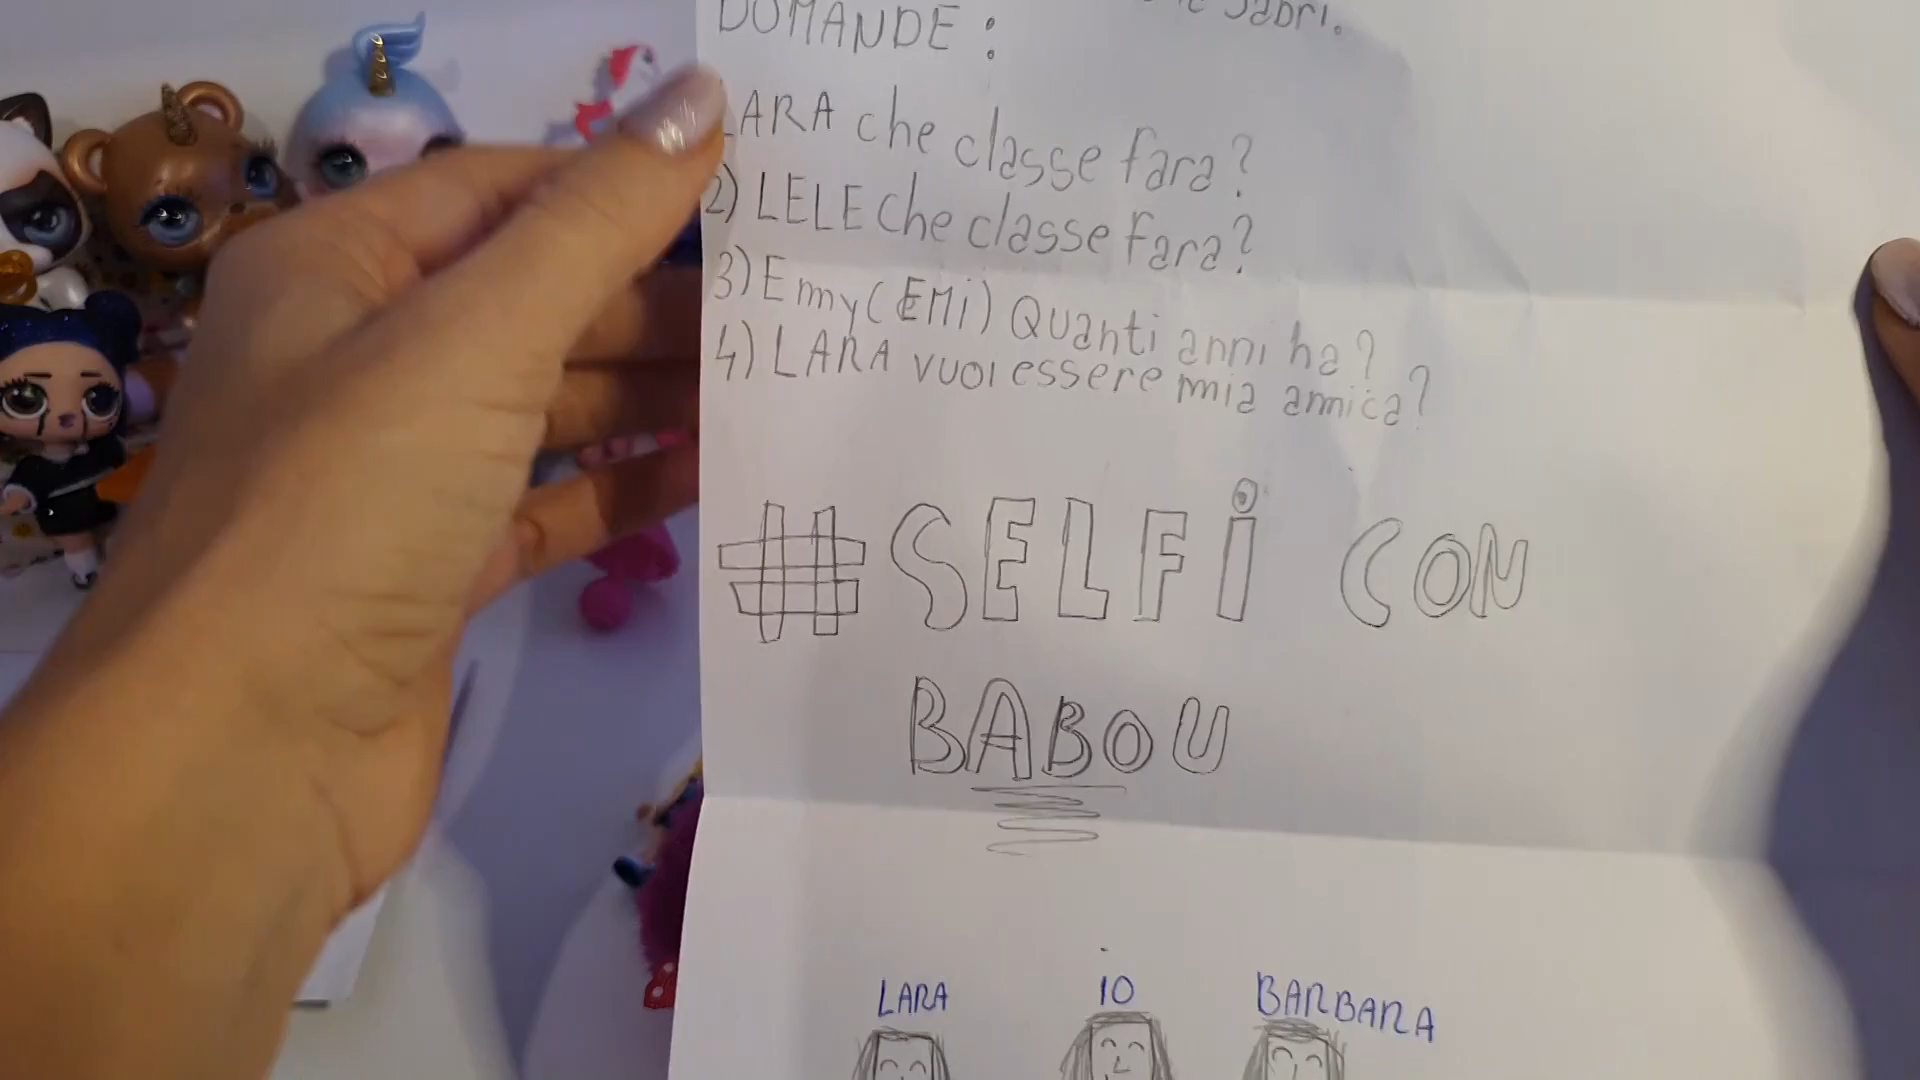 DOMANDE :
LARA che classe fara?
2) LELE che classe fara?
3) Emmy (EMi) Quanti anni ha?
4) LARA vuoi essere mia amica?
#SELFi CON
BABOU
LARA
iO
BARBARA